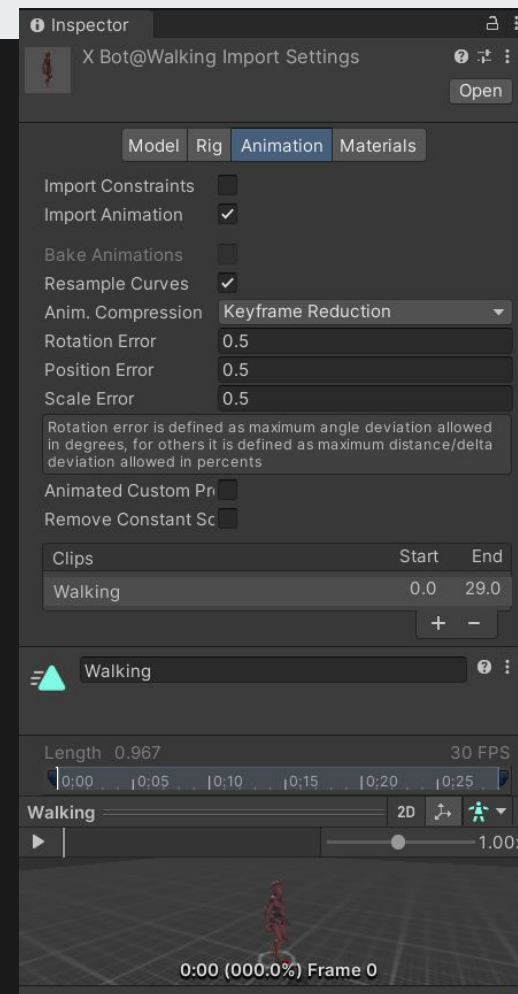 Inspector
X Bot@Walking Import Settings
Open
Model Rig Animation Materials
Import Constraints
Import Animation
Bake Animations
Resample Curves
Anim. Compression Keyframe Reduction
Rotation Error 0.5
Position Error 0.5
Scale Error 0.5
Rotation error is defined as maximum angle deviation allowed
in degrees, for others it is defined as maximum distance/delta
deviation allowed in percents
Animated Custom Pr
Remove Constant Sc
Clips Start End
Walking 0.0 29.0
+ −
Walking
Length 0.967 30 FPS
0:00 0:05 0:10 0:15 0:20 0:25
Walking 2D
1.00x
0:00 (000.0%) Frame 0